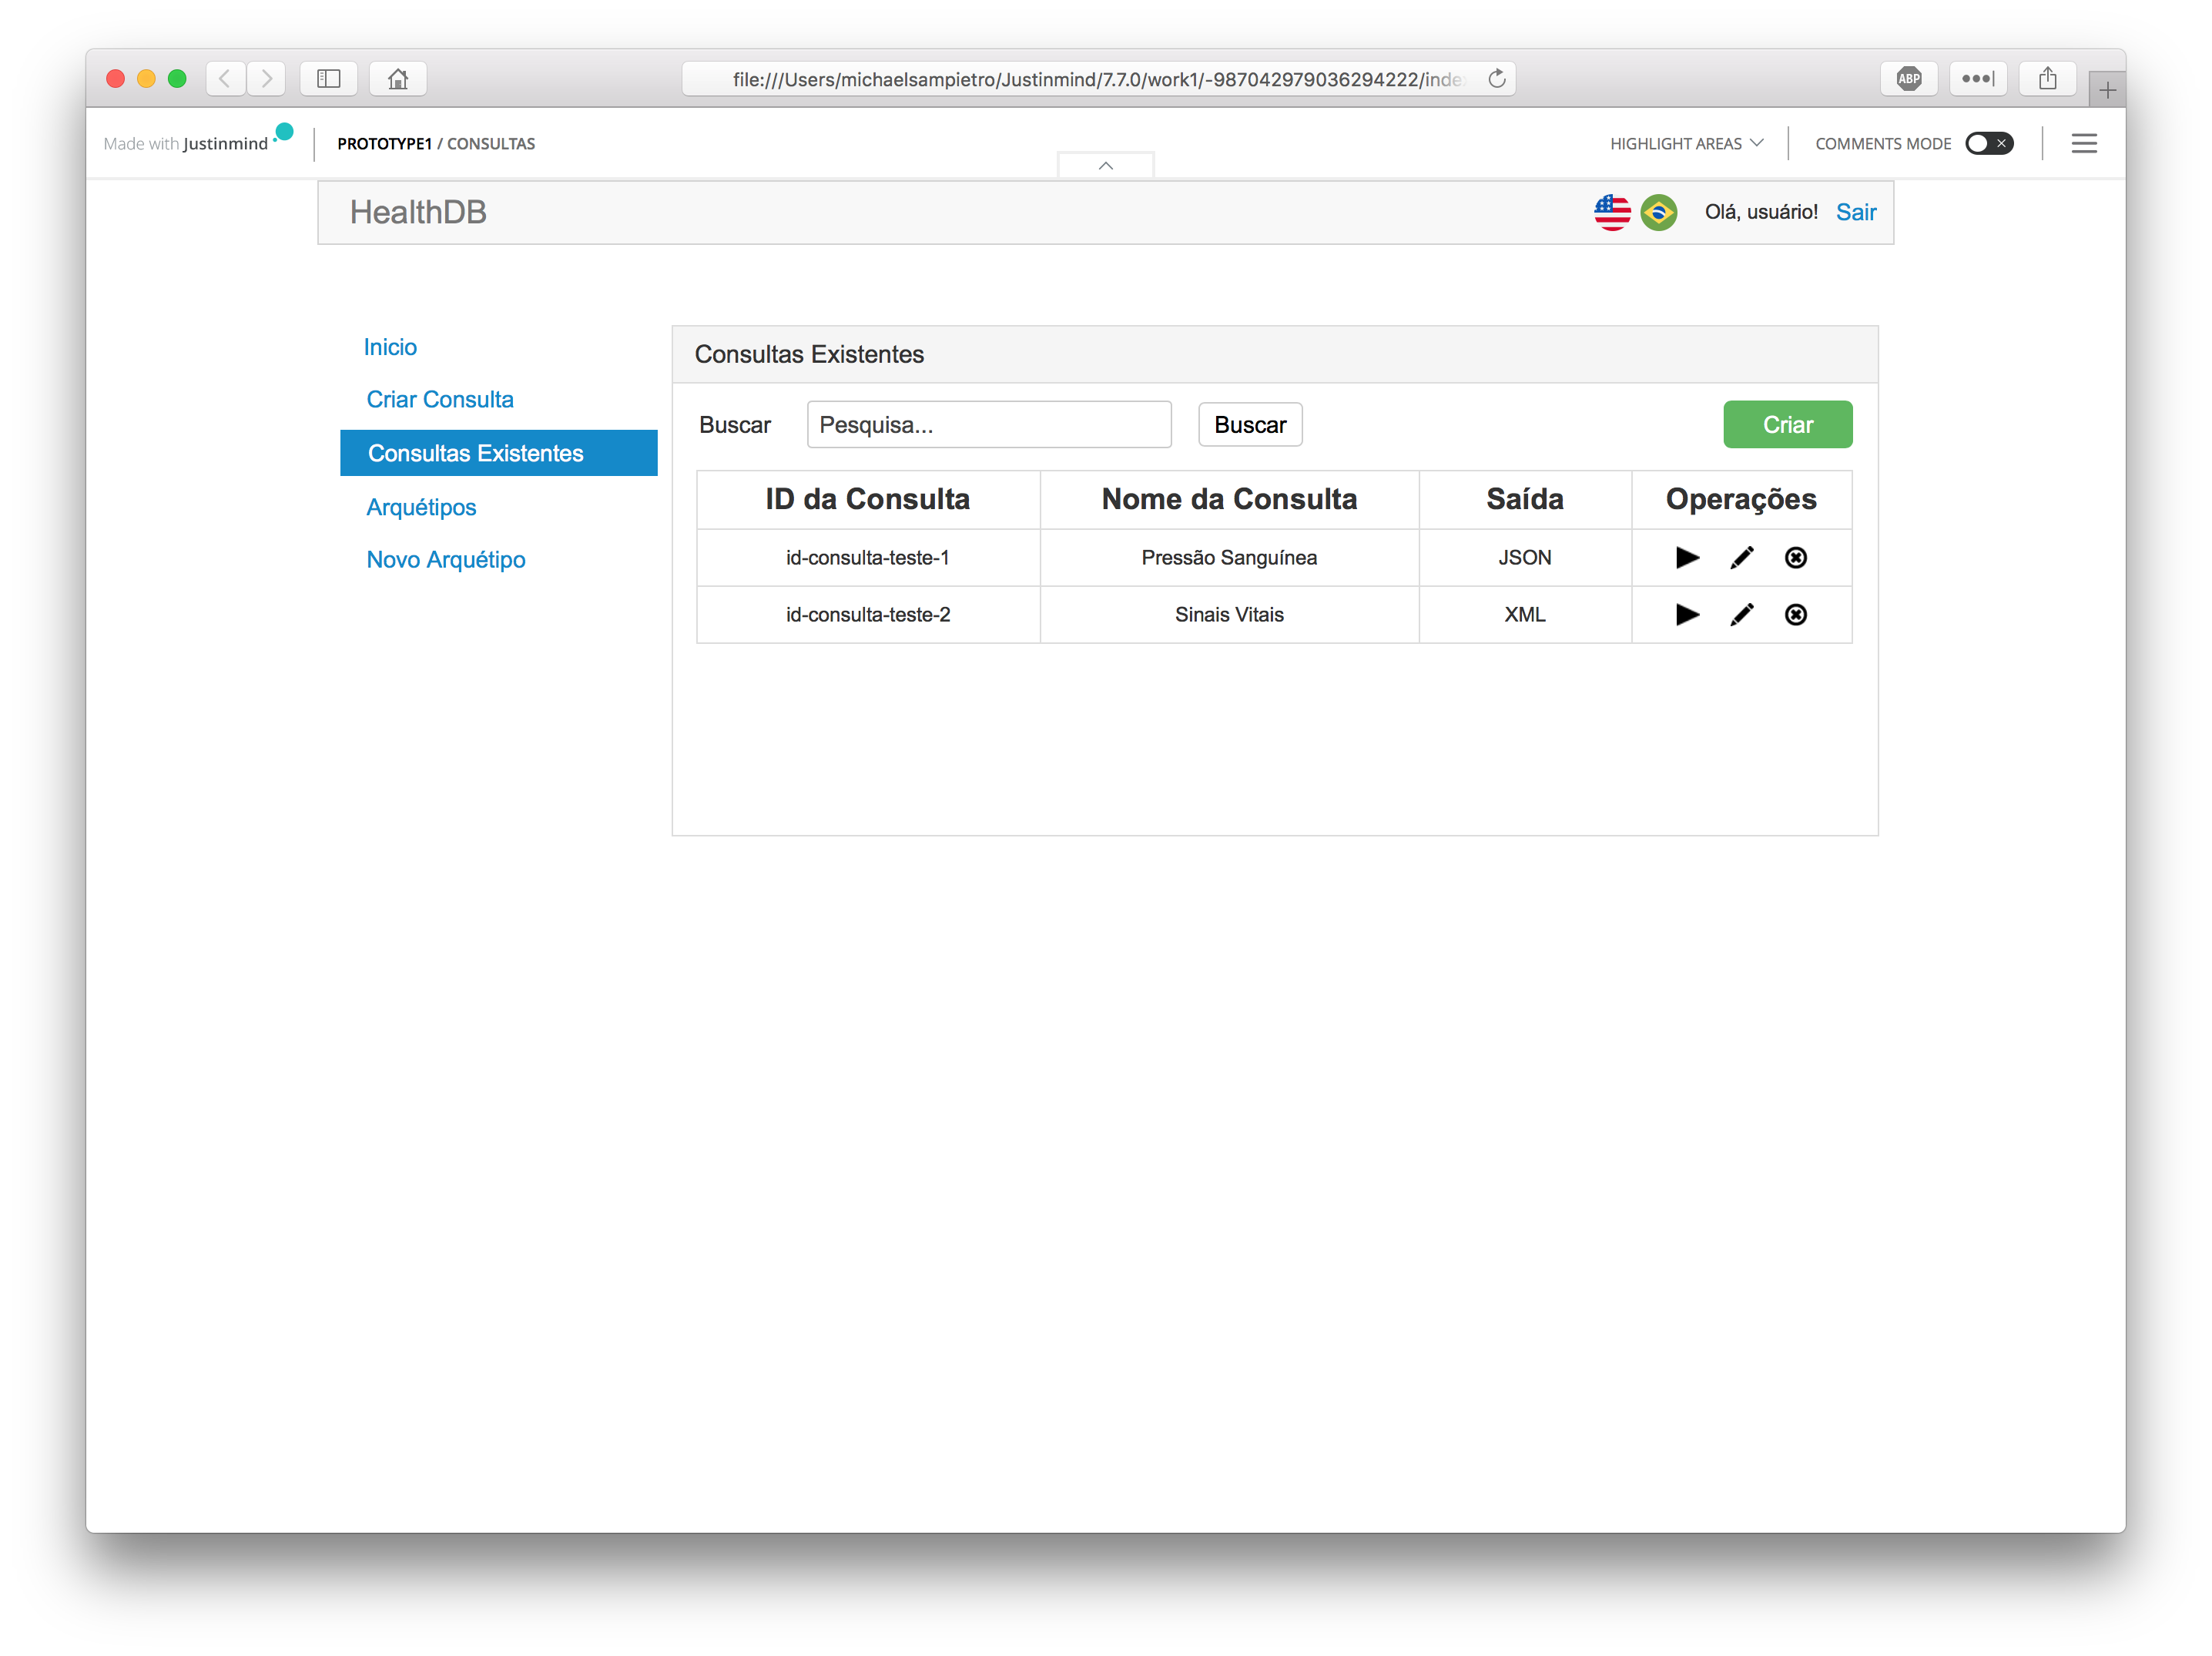 file:///Users/michaelsampietro/Justinmind/7.7.0/work1/-987042979036294222/inde
ABP
Made with Justinmind
PROTOTYPE1 / CONSULTAS
HIGHLIGHT AREAS
COMMENTS MODE
HealthDB
Olá, usuário!
Sair
Inicio
Criar Consulta
Consultas Existentes
Arquétipos
Novo Arquétipo
Consultas Existentes
Buscar
Pesquisa...
Buscar
Criar
ID da Consulta Nome da Consulta Saída Operações
id-consulta-teste-1 Pressão Sanguínea JSON
id-consulta-teste-2 Sinais Vitais XML